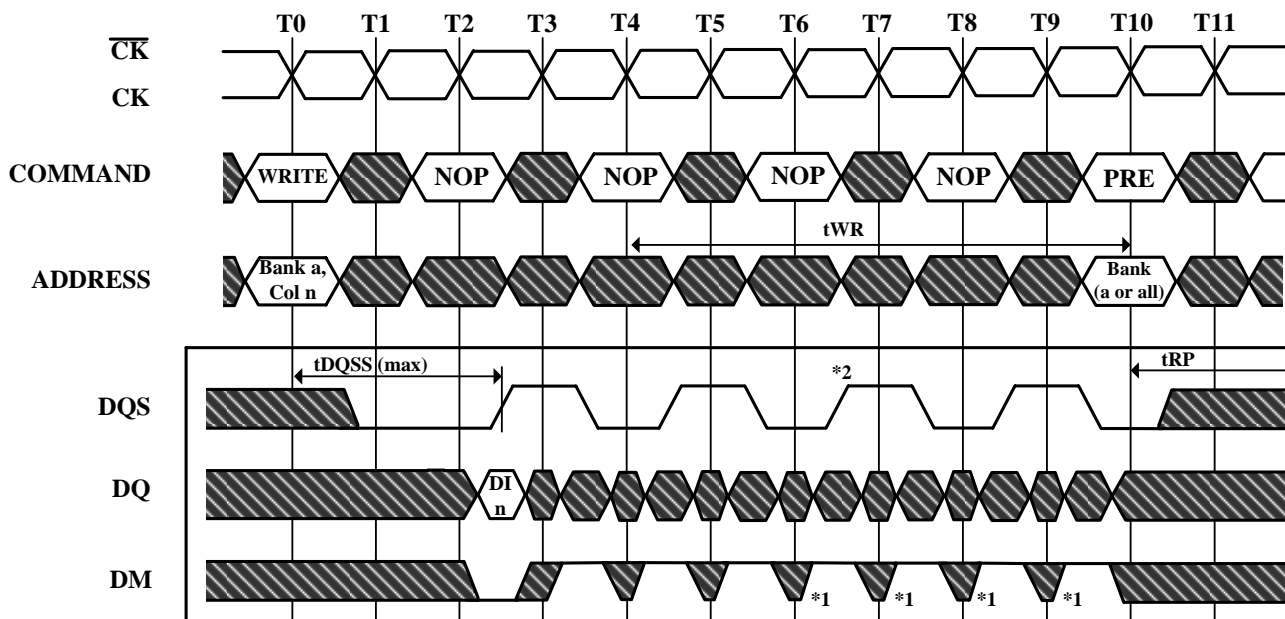 T0 T1 T2 T3 T4 T5 T6 T7 T8 T9 T10 T11
CK
CK
COMMAND WRITE NOP NOP NOP NOP PRE
tWR
ADDRESS Bank a, Col n Bank (a or all)
tDQSS (max) tRP
*2
DQS
DQ DI n
DM *1 *1 *1 *1